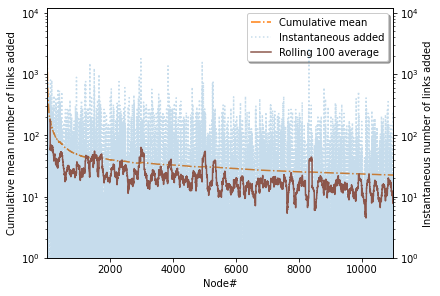 Cumulative mean
Instantaneous added
Rolling 100 average
Cumulative mean number of links added
Instantaneous number of links added
10⁴
10³
10²
10¹
10⁰
10⁴
10³
10²
10¹
10⁰
2000 4000 6000 8000 10000
Node#